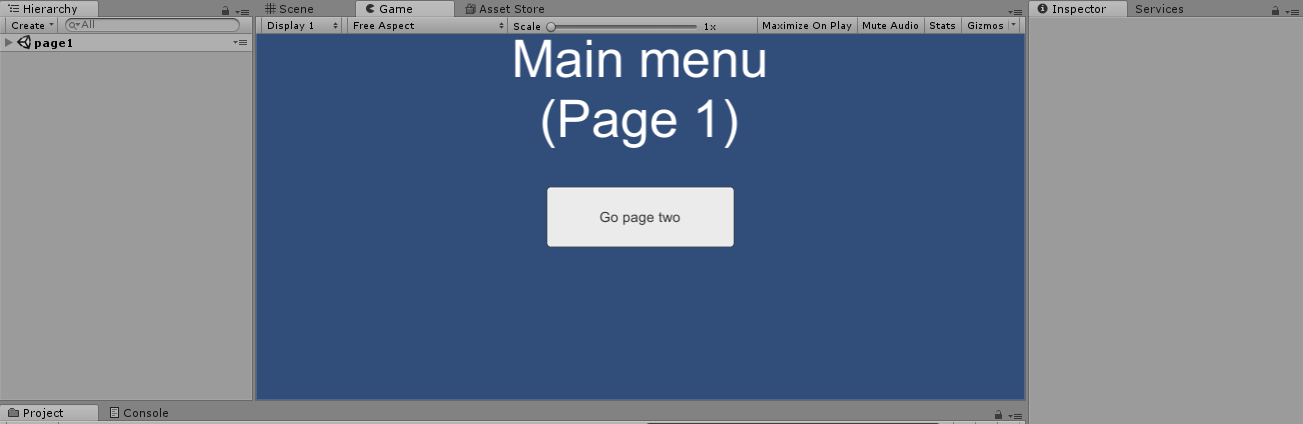 Hierarchy
Scene
Game
Asset Store
Inspector
Services
Create
All
Display 1
Free Aspect
Scale
1x
Maximize On Play
Mute Audio
Stats
Gizmos
page1
Main menu
(Page 1)
Go page two
Project
Console